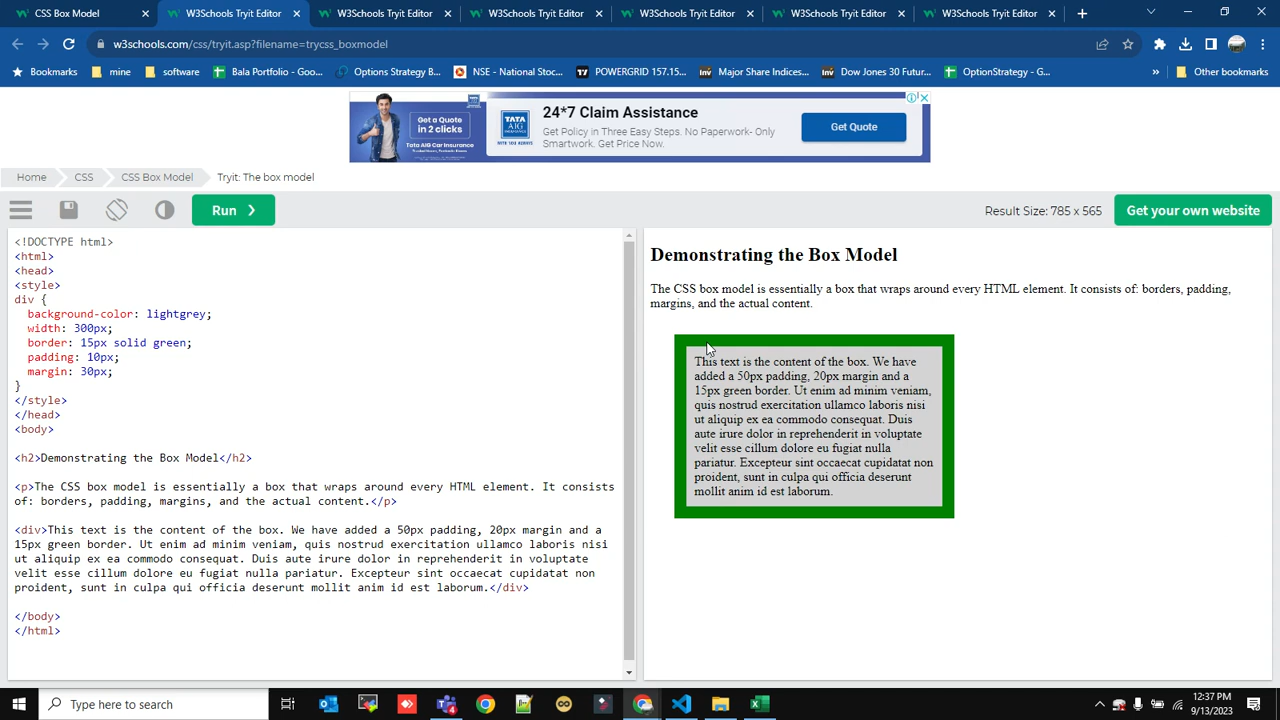 CSS Box Model
W3Schools Tryit Editor
W3Schools Tryit Editor
W3Schools Tryit Editor
W3Schools Tryit Editor
W3Schools Tryit Editor
W3Schools Tryit Editor
w3schools.com/css/tryit.asp?filename=trycss_boxmodel
Bookmarks
mine
software
Bala Portfolio - Goo...
Options Strategy B...
NSE - National Stoc...
POWERGRID 157.15...
Major Share Indices...
Dow Jones 30 Futur...
OptionStrategy - G...
»
Other bookmarks
Get a Quote
in 2 clicks
Tata AIG Car Insurance
TATA
AIG
INSURANCE
24*7 Claim Assistance
Get Policy in Three Easy Steps. No Paperwork- Only
Smartwork. Get Price Now.
Get Quote
Home
CSS
CSS Box Model
Tryit: The box model
Run ❯
Result Size: 785 x 565
Get your own website
<!DOCTYPE html>
<html>
<head>
<style>
div {
  background-color: lightgrey;
  width: 300px;
  border: 15px solid green;
  padding: 10px;
  margin: 30px;
}
</style>
</head>
<body>
<h2>Demonstrating the Box Model</h2>
<p>The CSS box model is essentially a box that wraps around every HTML element. It consists
of: borders, padding, margins, and the actual content.</p>
<div>This text is the content of the box. We have added a 50px padding, 20px margin and a
15px green border. Ut enim ad minim veniam, quis nostrud exercitation ullamco laboris nisi
ut aliquip ex ea commodo consequat. Duis aute irure dolor in reprehenderit in voluptate
velit esse cillum dolore eu fugiat nulla pariatur. Excepteur sint occaecat cupidatat non
proident, sunt in culpa qui officia deserunt mollit anim id est laborum.</div>
</body>
</html>
Demonstrating the Box Model
The CSS box model is essentially a box that wraps around every HTML element. It consists of: borders, padding,
margins, and the actual content.
This text is the content of the box. We have
added a 50px padding, 20px margin and a
15px green border. Ut enim ad minim veniam,
quis nostrud exercitation ullamco laboris nisi
ut aliquip ex ea commodo consequat. Duis
aute irure dolor in reprehenderit in voluptate
velit esse cillum dolore eu fugiat nulla
pariatur. Excepteur sint occaecat cupidatat non
proident, sunt in culpa qui officia deserunt
mollit anim id est laborum.
Type here to search
4
12:37 PM
9/13/2023